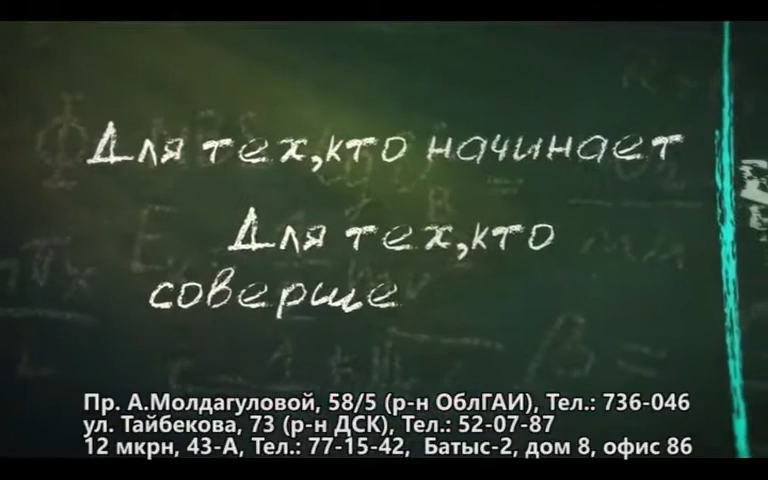 Для тех,кто начинает
Для тех,кто
соверше
Пр. А.Молдагуловой, 58/5 (р-н ОблГАИ), Тел.: 736-046
ул. Тайбекова, 73 (р-н ДСК), Тел.: 52-07-87
12 мкрн, 43-А, Тел.: 77-15-42,  Батыс-2, дом 8, офис 86